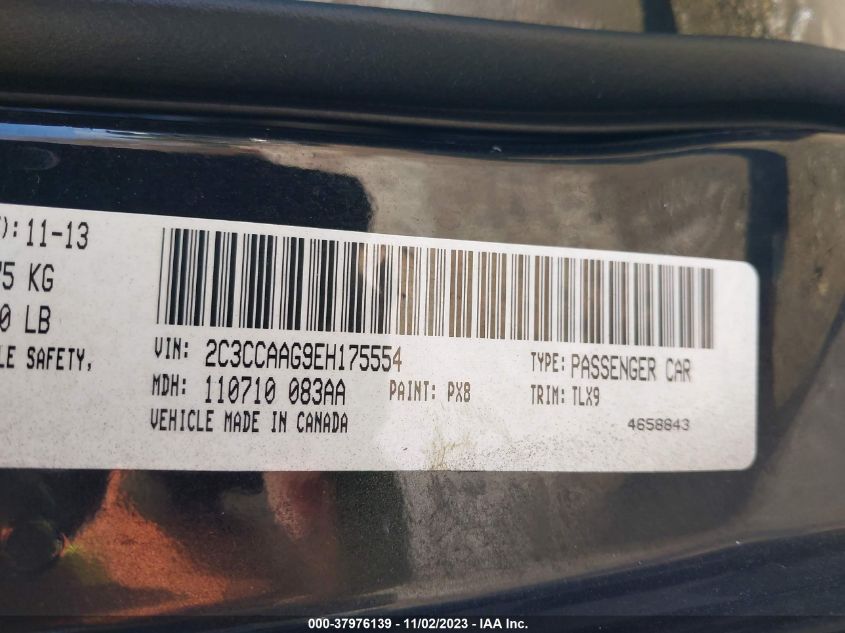 ): 11-13
75 KG
0 LB
LE SAFETY,
VIN: 2C3CCAAG9EH175554
TYPE: PASSENGER CAR
MDH: 110710 083AA
PAINT: PX8
TRIM: TLX9
VEHICLE MADE IN CANADA
4658843
000-37976139 - 11/02/2023 - IAA Inc.